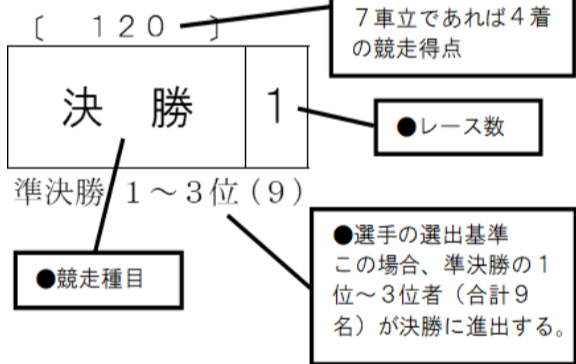 〔 １２０ 〕
７車立であれば４着
の競走得点
決 勝 1
●レース数
準決勝 １～３位（９）
●競走種目
●選手の選出基準
この場合、準決勝の１
位～３位者（合計９
名）が決勝に進出する。